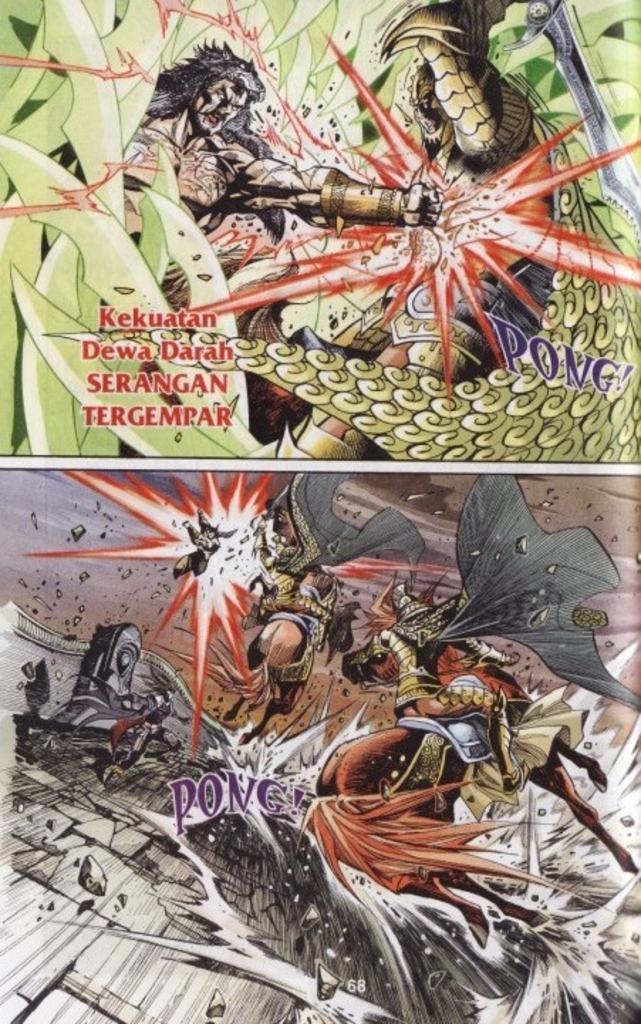 Kekuatan
Dewa Darah
SERANGAN
TERGEMPAR
PONG!
PONG!
68